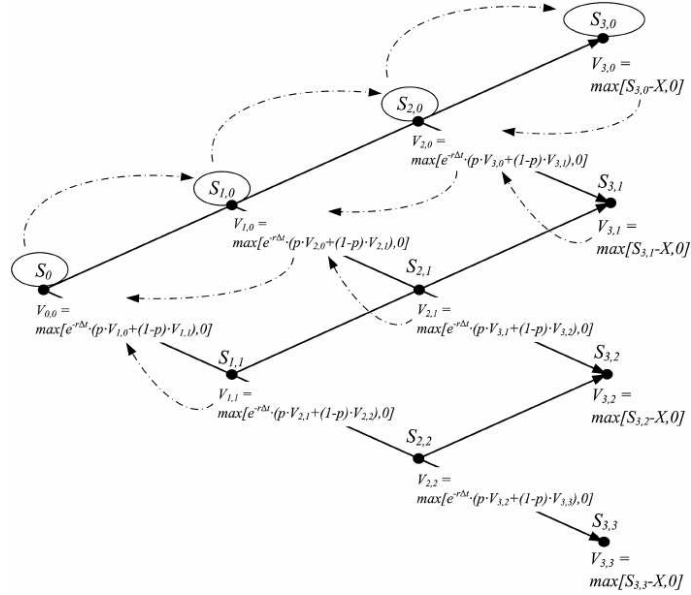 S3,0
V3,0 =
max[S3,0-X,0]
S2,0
V2,0 =
max[e-rΔt·(p·V3,0+(1-p)·V3,1),0]
S3,1
V3,1 =
max[S3,1-X,0]
S1,0
V1,0 =
max[e-rΔt·(p·V2,0+(1-p)·V2,1),0]
S2,1
V2,1 =
max[e-rΔt·(p·V3,1+(1-p)·V3,2),0]
S0
V0,0 =
max[e-rΔt·(p·V1,0+(1-p)·V1,1),0]
S3,2
V3,2 =
max[S3,2-X,0]
S1,1
V1,1 =
max[e-rΔt·(p·V2,1+(1-p)·V2,2),0]
S2,2
V2,2 =
max[e-rΔt·(p·V3,2+(1-p)·V3,3),0]
S3,3
V3,3 =
max[S3,3-X,0]